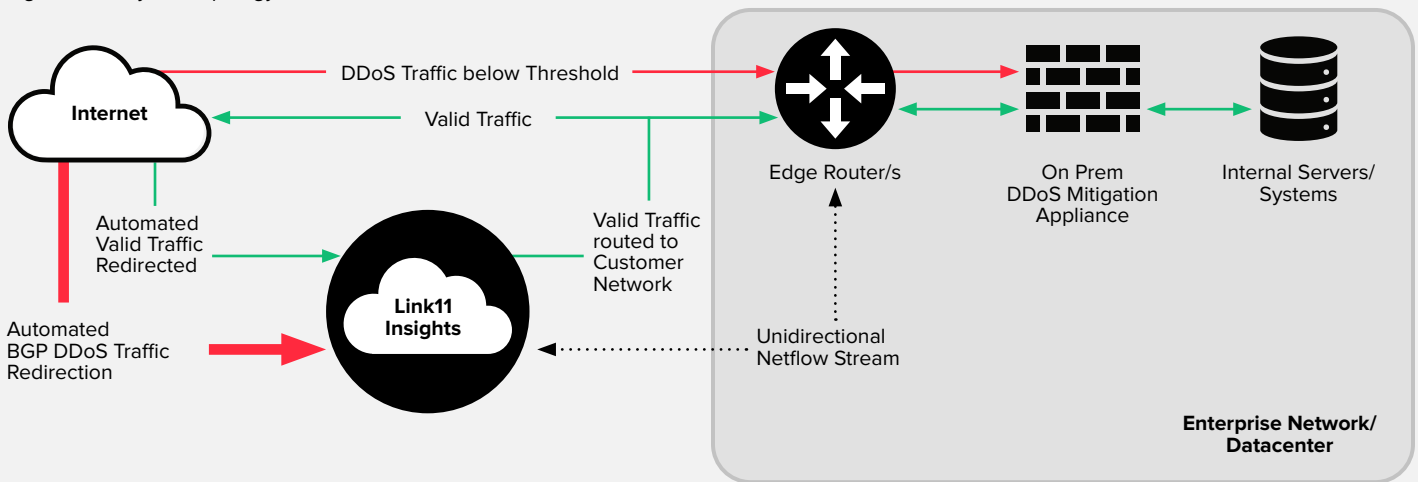 Internet
DDoS Traffic below Threshold
Valid Traffic
Edge Router/s
On Prem
DDoS Mitigation
Appliance
Internal Servers/
Systems
Automated
Valid Traffic
Redirected
Valid Traffic
routed to
Customer
Network
Link11
Insights
Automated
BGP DDoS Traffic
Redirection
Unidirectional
Netflow Stream
Enterprise Network/
Datacenter